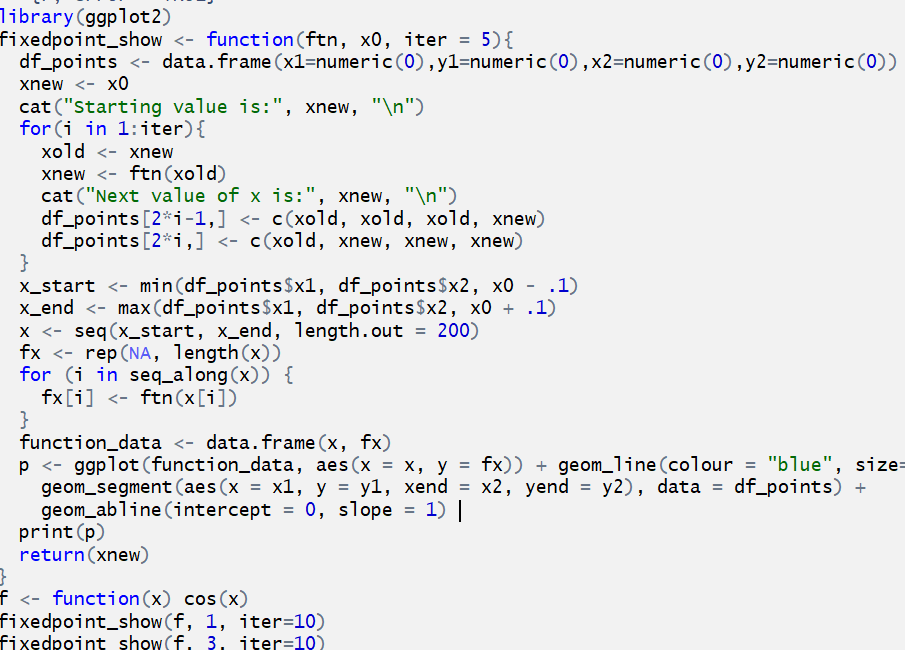 library(ggplot2)
fixedpoint_show <- function(ftn, x0, iter = 5){
  df_points <- data.frame(x1=numeric(0),y1=numeric(0),x2=numeric(0),y2=numeric(0))
  xnew <- x0
  cat("Starting value is:", xnew, "\n")
  for(i in 1:iter){
    xold <- xnew
    xnew <- ftn(xold)
    cat("Next value of x is:", xnew, "\n")
    df_points[2*i-1,] <- c(xold, xold, xold, xnew)
    df_points[2*i,] <- c(xold, xnew, xnew, xnew)
  }
  x_start <- min(df_points$x1, df_points$x2, x0 - .1)
  x_end <- max(df_points$x1, df_points$x2, x0 + .1)
  x <- seq(x_start, x_end, length.out = 200)
  fx <- rep(NA, length(x))
  for (i in seq_along(x)) {
    fx[i] <- ftn(x[i])
  }
  function_data <- data.frame(x, fx)
  p <- ggplot(function_data, aes(x = x, y = fx)) + geom_line(colour = "blue", size=
    geom_segment(aes(x = x1, y = y1, xend = x2, yend = y2), data = df_points) +
    geom_abline(intercept = 0, slope = 1)
  print(p)
  return(xnew)
}
f <- function(x) cos(x)
fixedpoint_show(f, 1, iter=10)
fixedpoint_show(f, 3, iter=10)